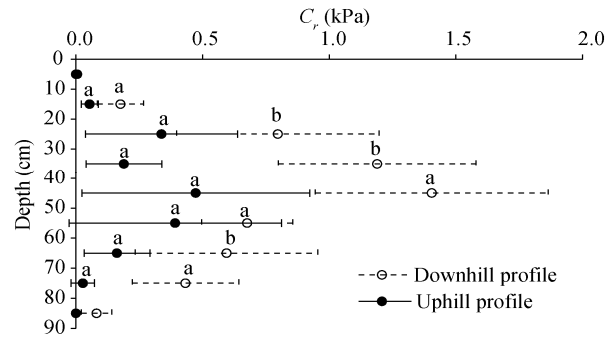 C_r (kPa)
0.0 0.5 1.0 1.5 2.0
Depth (cm)
0
10
a a
20
a b
30
a b
40
a a
50
a a
60
a b
70
a a
80
90
Downhill profile
Uphill profile